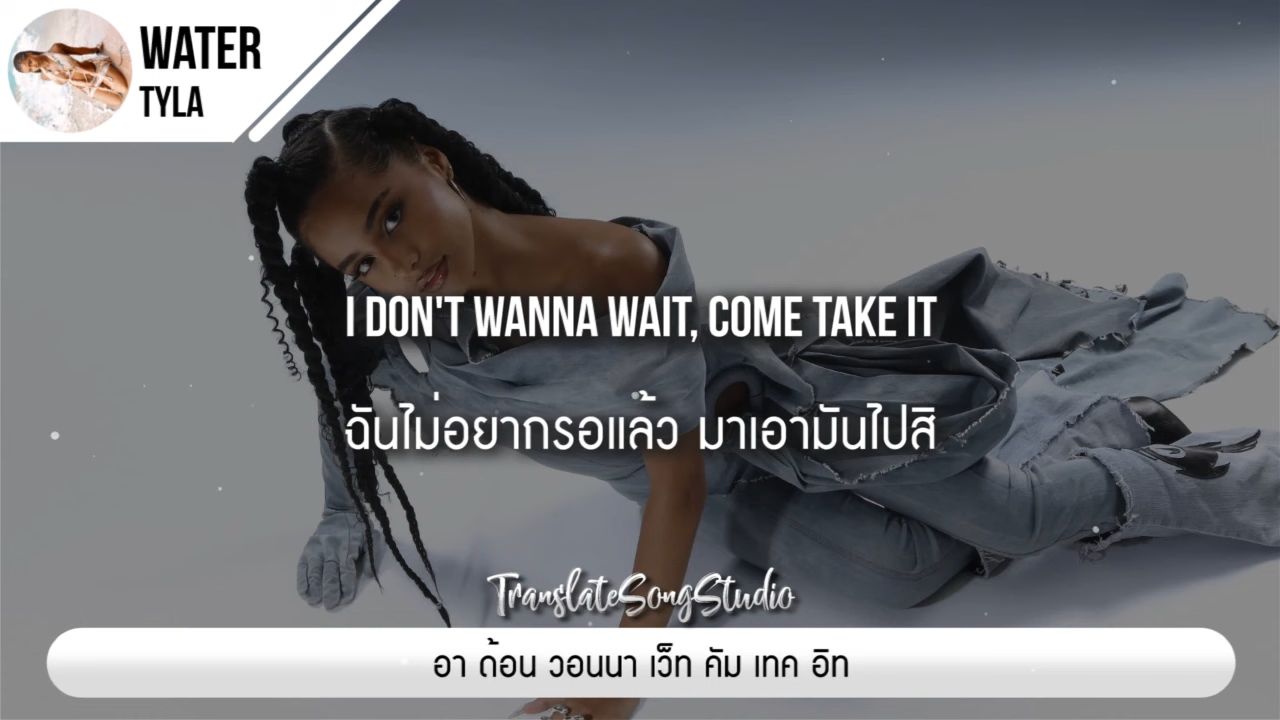 WATER
TYLA
I DON'T WANNA WAIT, COME TAKE IT
ฉันไม่อยากรอแล้ว มาเอามันไปสิ
TranslateSongStudio
อา ด้อน วอนนา เว็ท คัม เทค อิท